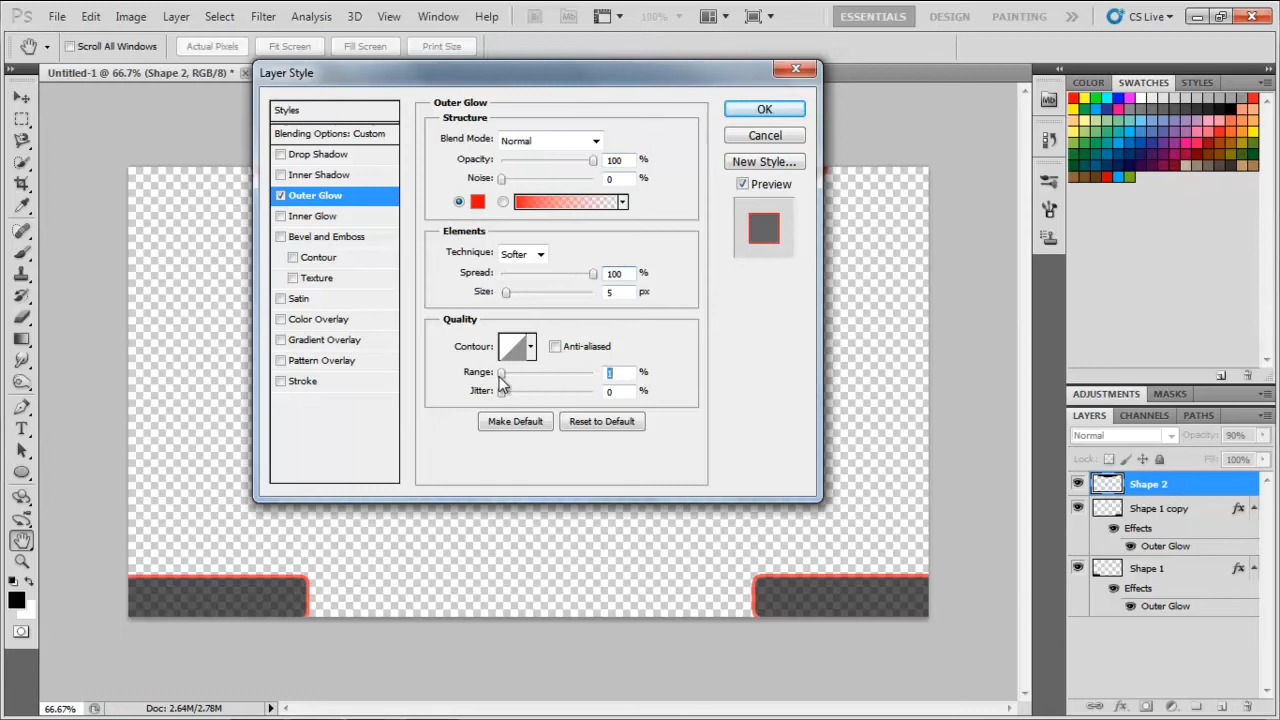 Ps File Edit Image Layer Select Filter Analysis 3D View Window Help Br Mb 100% ESSENTIALS DESIGN PAINTING CS Live
Scroll All Windows Actual Pixels Fit Screen Fill Screen Print Size
Untitled-1 @ 66.7% (Shape 2, RGB/8) *
Layer Style
Styles
Blending Options: Custom
Drop Shadow
Inner Shadow
Outer Glow
Inner Glow
Bevel and Emboss
Contour
Texture
Satin
Color Overlay
Gradient Overlay
Pattern Overlay
Stroke
Outer Glow
Structure
Blend Mode: Normal
Opacity: 100 %
Noise: 0 %
Elements
Technique: Softer
Spread: 100 %
Size: 5 px
Quality
Contour: Anti-aliased
Range: 1 %
Jitter: 0 %
Make Default Reset to Default
OK
Cancel
New Style...
Preview
COLOR SWATCHES STYLES
Mb
ADJUSTMENTS MASKS
LAYERS CHANNELS PATHS
Normal Opacity: 90%
Lock: Fill: 100%
Shape 2
Shape 1 copy fx
Effects
Outer Glow
Shape 1 fx
Effects
Outer Glow
66.67% Doc: 2.64M/2.78M